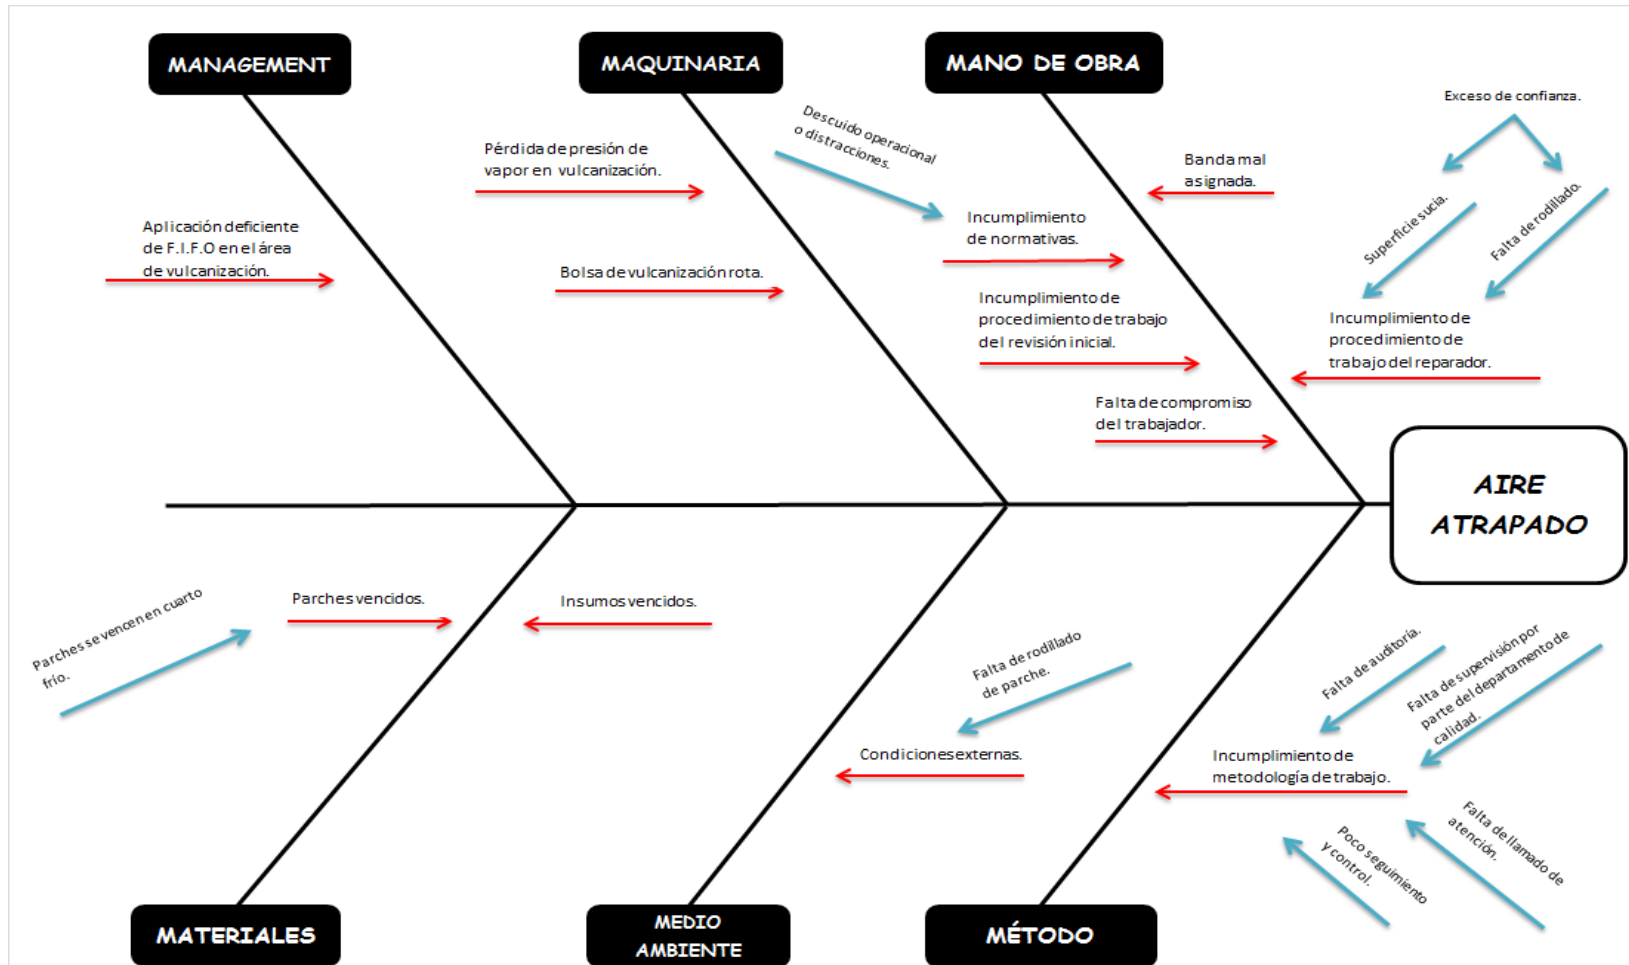 MANAGEMENT
MAQUINARIA
MANO DE OBRA
Exceso de confianza.
Descuido operacional
o distracciones.
Pérdida de presión de
vapor en vulcanización.
Banda mal
asignada.
Superficie sucia.
Falta de rodillado.
Aplicación deficiente
de F.I.F.O en el área
de vulcanización.
Incumplimiento
de normativas.
Bolsa de vulcanización rota.
Incumplimiento de
procedimiento de trabajo
del revisión inicial.
Incumplimiento de
procedimiento de
trabajo del reparador.
Falta de compromiso
del trabajador.
AIRE
ATRAPADO
Parches se vencen en cuarto
frío.
Parches vencidos.
Insumos vencidos.
Falta de rodillado
de parche.
Condiciones externas.
Falta de auditoría.
Falta de supervisión por
parte del departamento de
calidad.
Incumplimiento de
metodología de trabajo.
Poco seguimiento
y control.
Falta de llamado de
atención.
MATERIALES
MEDIO
AMBIENTE
MÉTODO